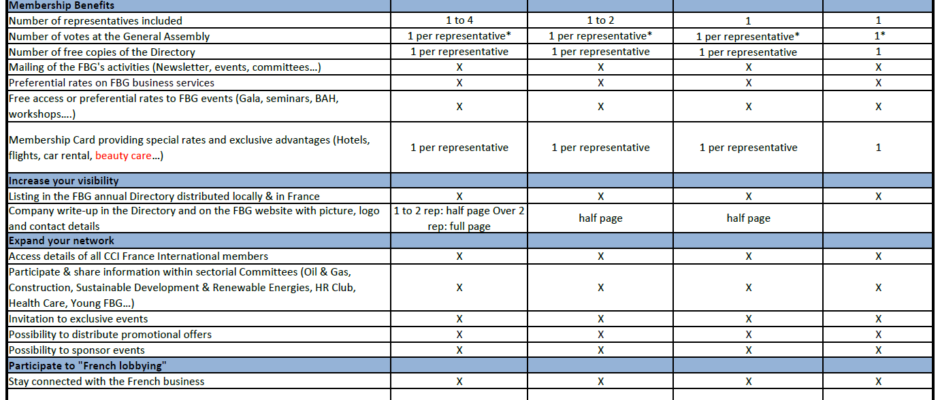 Membership Benefits
Number of representatives included 1 to 4 1 to 2 1 1
Number of votes at the General Assembly 1 per representative* 1 per representative* 1 per representative* 1*
Number of free copies of the Directory 1 per representative 1 per representative 1 per representative 1
Mailing of the FBG's activities (Newsletter, events, committees...) X X X X
Preferential rates on FBG business services X X X X
Free access or preferential rates to FBG events (Gala, seminars, BAH,
workshops....) X X X X
Membership Card providing special rates and exclusive advantages (Hotels,
flights, car rental, beauty care...) 1 per representative 1 per representative 1 per representative 1
Increase your visibility
Listing in the FBG annual Directory distributed locally & in France X X X X
Company write-up in the Directory and on the FBG website with picture, logo
and contact details 1 to 2 rep: half page Over 2
rep: full page half page half page
Expand your network
Access details of all CCI France International members X X X X
Participate & share information within sectorial Committees (Oil & Gas,
Construction, Sustainable Development & Renewable Energies, HR Club,
Health Care, Young FBG...) X X X X
Invitation to exclusive events X X X X
Possibility to distribute promotional offers X X X X
Possibility to sponsor events X X X X
Participate to "French lobbying"
Stay connected with the French business X X X X